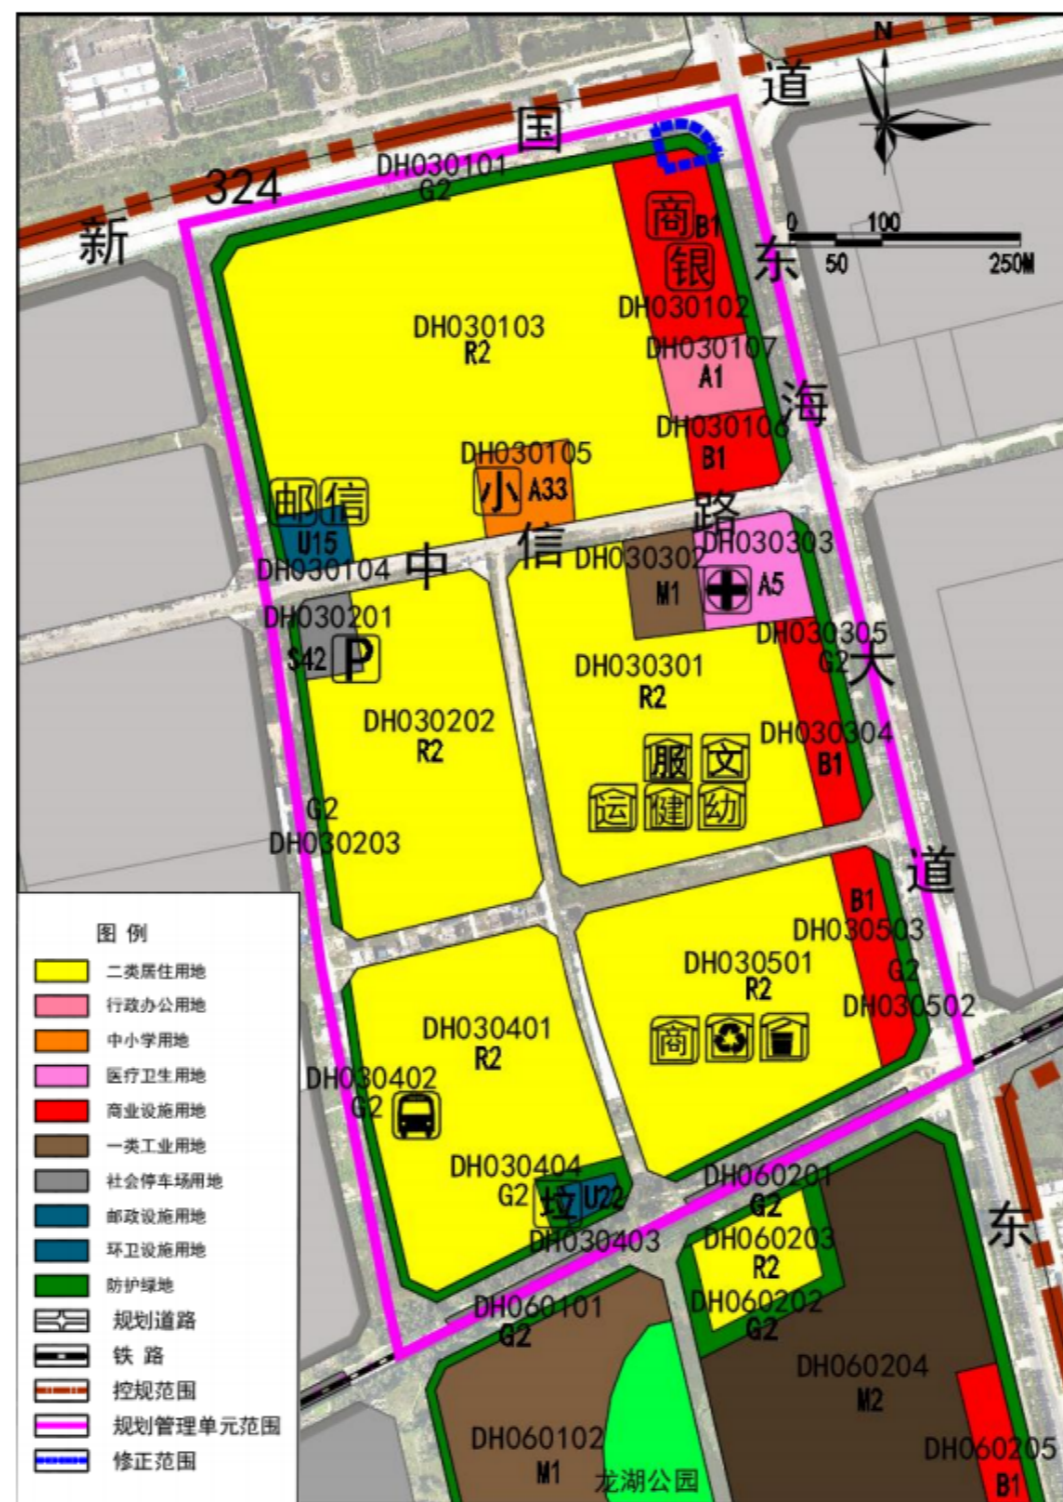 N
道
国
324
新
DH030101
G2
商
B1
银
东
0
100
50
250M
DH030102
DH030103
R2
DH030107
A1
海
DH030106
B1
DH030105
小
A33
邮
信
U15
DH030104
中
信
路
DH030302
M1
DH030303
A5
DH030201
S42
P
DH030305
G2
大
DH030301
R2
DH030202
R2
DH030304
B1
服
文
运
健
幼
G2
DH030203
道
B1
DH030503
DH030501
R2
G2
DH030502
商
DH030401
R2
DH030402
G2
DH030404
G2
垃
U22
DH030403
DH060201
G2
DH060203
R2
东
DH060101
G2
DH060202
G2
DH060204
M2
DH060102
M1
龙湖公园
DH060205
B1
图例
二类居住用地
行政办公用地
中小学用地
医疗卫生用地
商业设施用地
一类工业用地
社会停车场用地
邮政设施用地
环卫设施用地
防护绿地
规划道路
铁路
控规范围
规划管理单元范围
修正范围